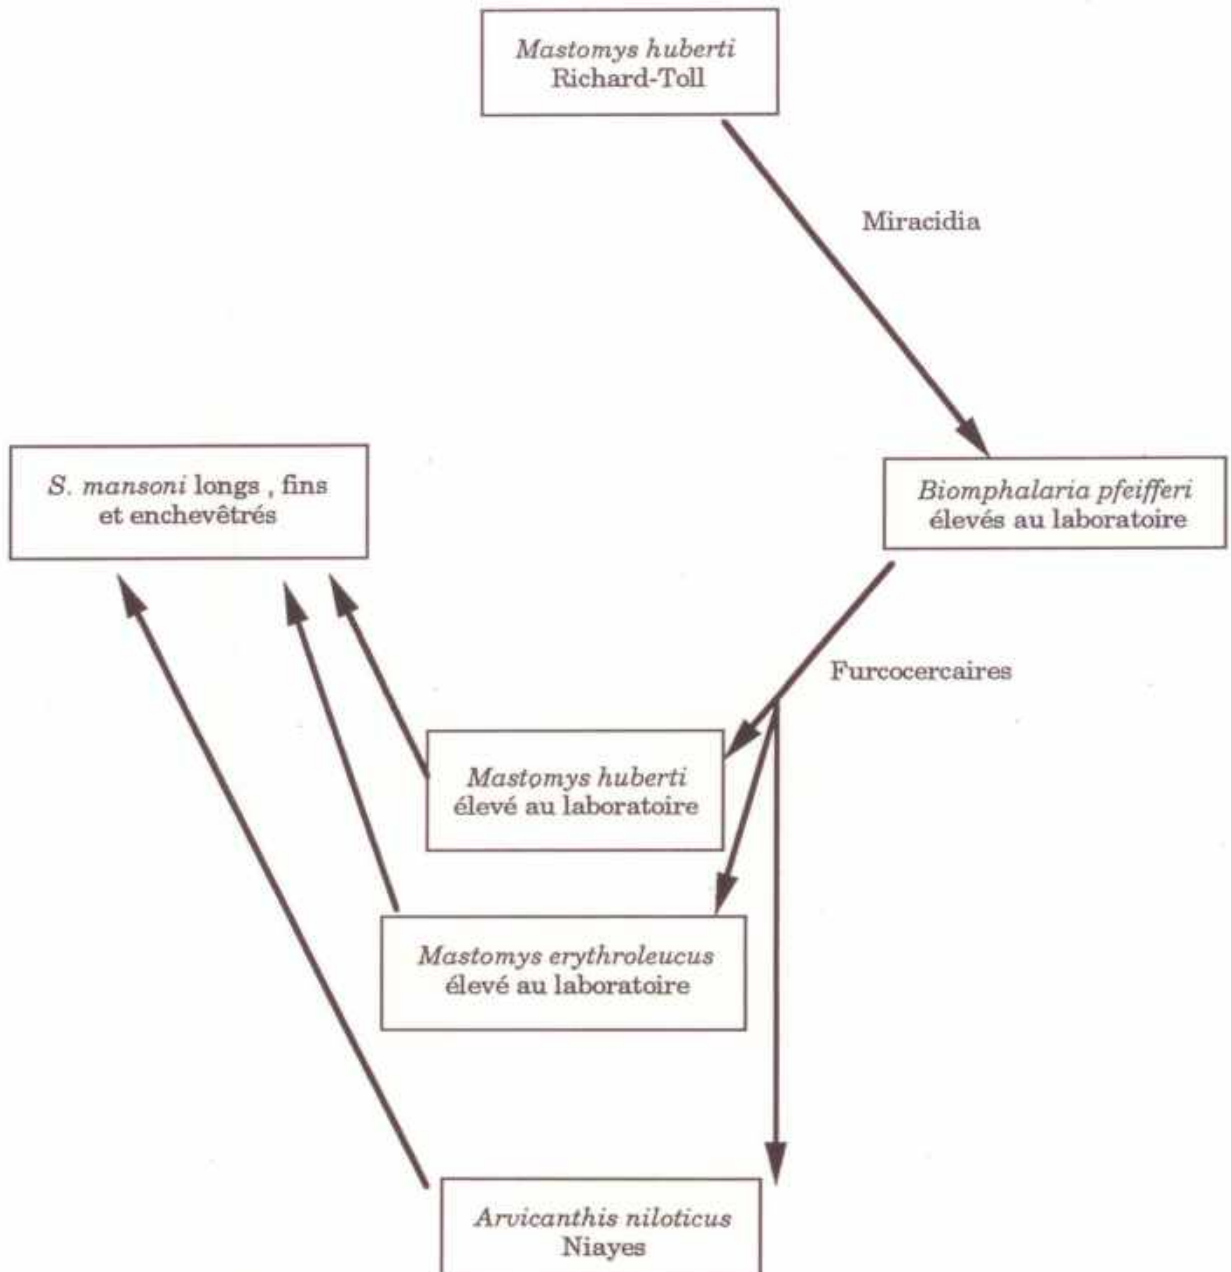 Mastomys huberti
Richard-Toll
Miracidia
S. mansoni longs , fins
et enchevêtrés
Biomphalaria pfeifferi
élevés au laboratoire
Furcocercaires
Mastomys huberti
élevé au laboratoire
Mastomys erythroleucus
élevé au laboratoire
Arvicanthis niloticus
Niayes